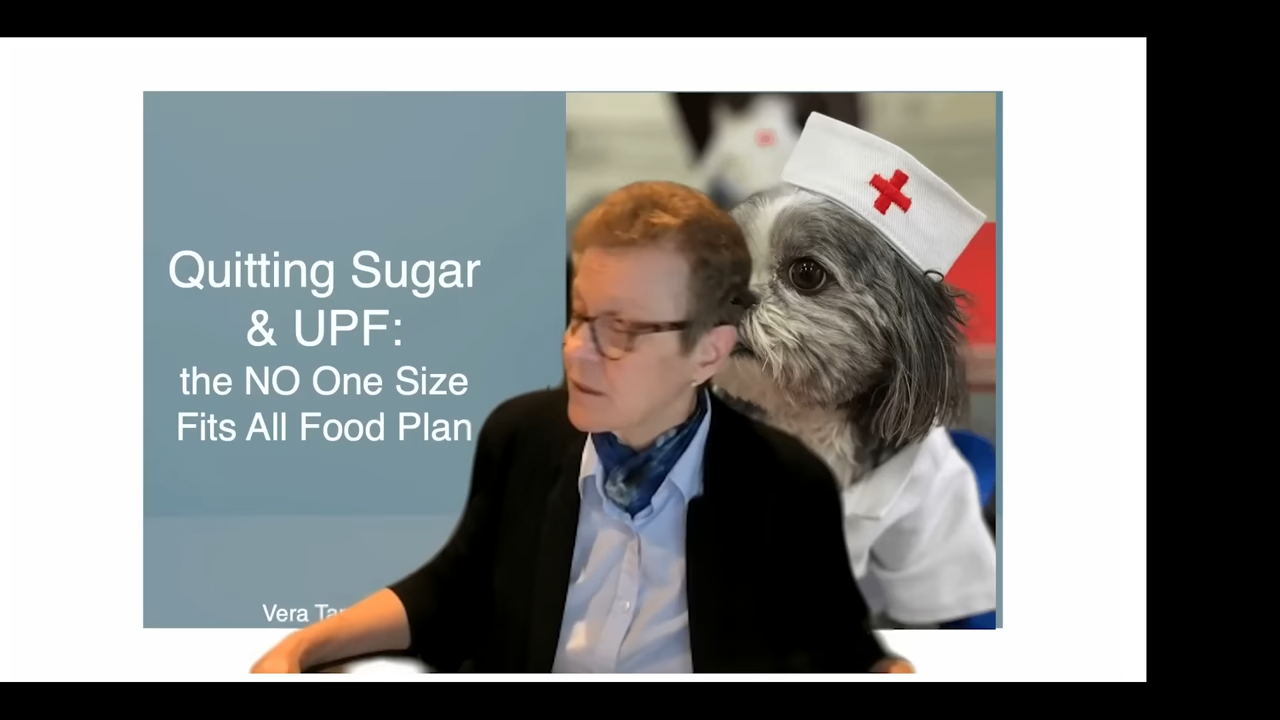 Quitting Sugar
& UPF:
the NO One Size
Fits All Food Plan
Vera